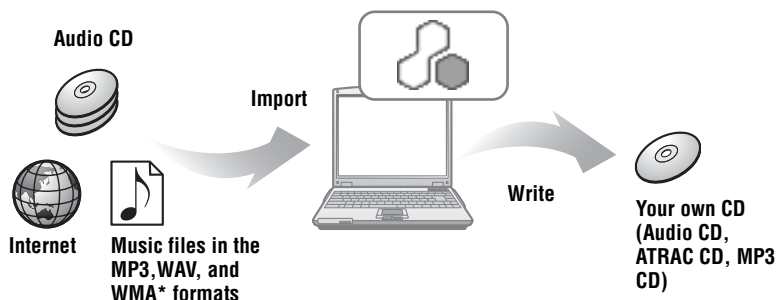 Audio CD
Import
Internet
Music files in the
MP3,WAV, and
WMA* formats
Write
Your own CD
(Audio CD,
ATRAC CD, MP3
CD)